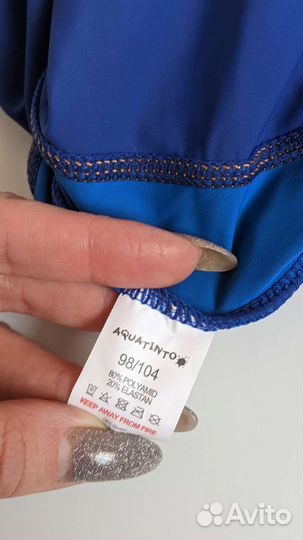 AQUATINTO
98/104
80% POLYAMID
20% ELASTAN
KEEP AWAY FROM FIRE
Avito